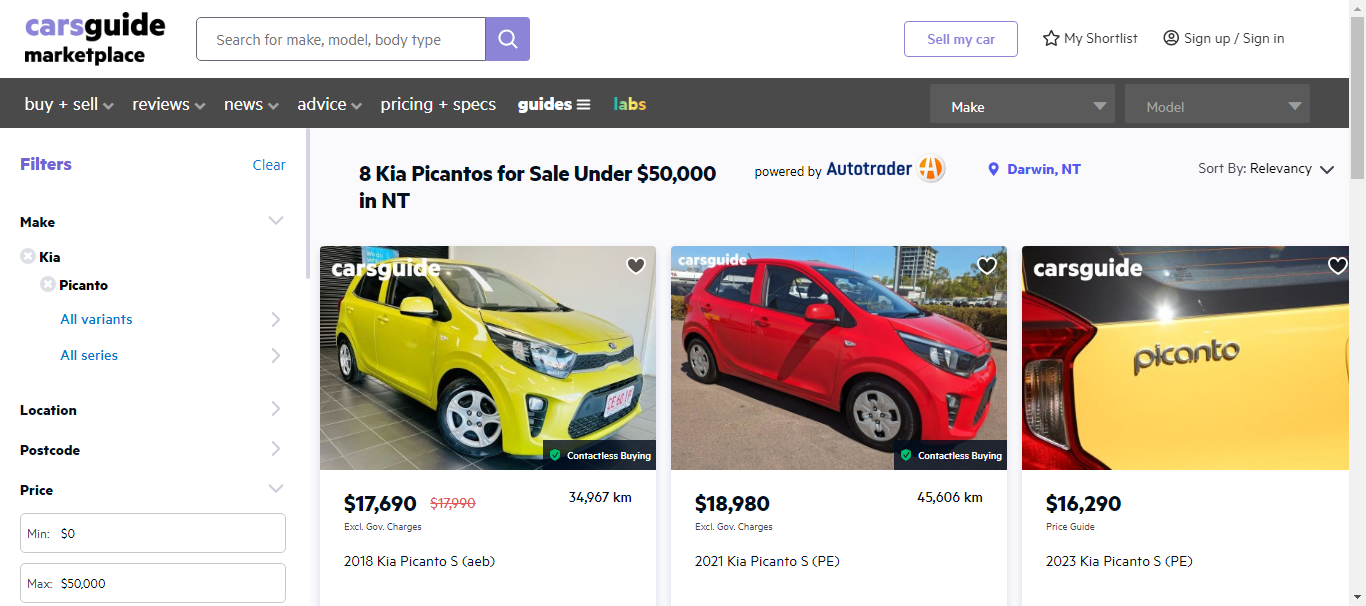 carsguide
marketplace
Search for make, model, body type
Sell my car
My Shortlist
Sign up / Sign in
buy + sell
reviews
news
advice
pricing + specs
guides
labs
Make
Model
Filters
Clear
Make
Kia
Picanto
All variants
All series
Location
Postcode
Price
Min: $0
Max: $50,000
8 Kia Picantos for Sale Under $50,000
in NT
powered by Autotrader
Darwin, NT
Sort By: Relevancy
carsguide
Contactless Buying
$17,690 $17,990 34,967 km
Excl. Gov. Charges
2018 Kia Picanto S (aeb)
carsguide
Contactless Buying
$18,980 45,606 km
Excl. Gov. Charges
2021 Kia Picanto S (PE)
carsguide
picanto
$16,290
Price Guide
2023 Kia Picanto S (PE)